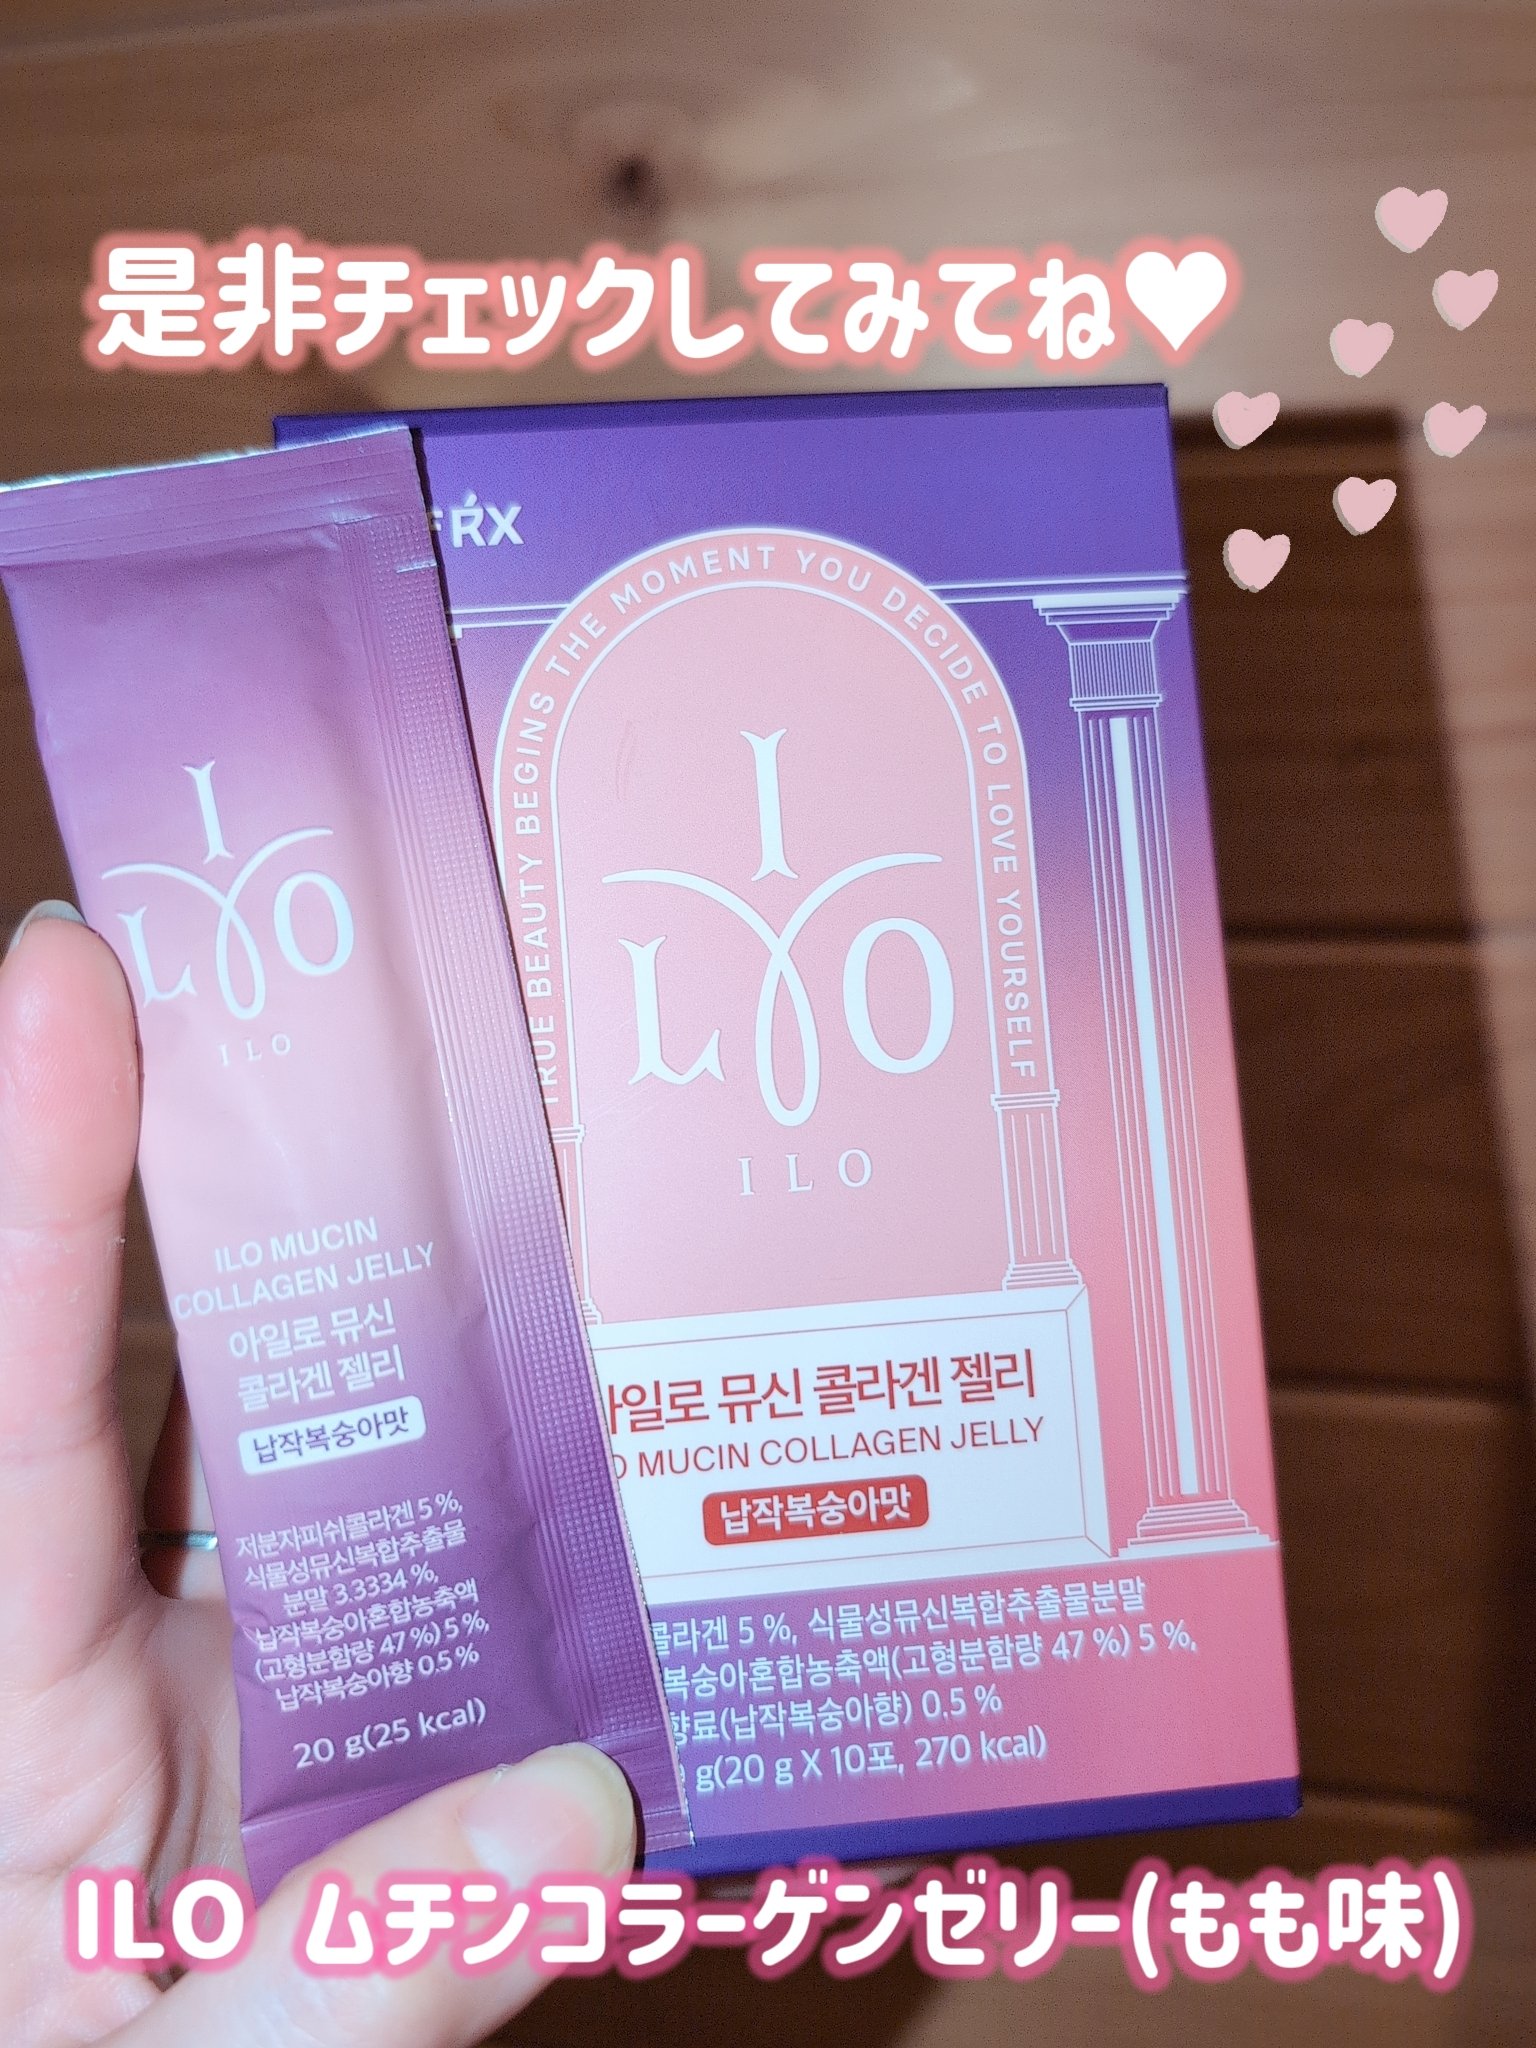 是非チェックしてみてね♥
FRX
TRUE BEAUTY BEGINS THE MOMENT YOU DECIDE TO LOVE YOURSELF
I
L O
ILO
ILO MUCIN
COLLAGEN JELLY
아일로 뮤신
콜라겐 젤리
납작복숭아맛
저분자피쉬콜라겐 5 %,
식물성뮤신복합추출물
분말 3.3334 %,
납작복숭아혼합농축액
(고형분함량 47 %) 5 %,
납작복숭아향 0.5 %
20 g(25 kcal)
I
L O
ILO
일로 뮤신 콜라겐 젤리
MUCIN COLLAGEN JELLY
납작복숭아맛
콜라겐 5 %, 식물성뮤신복합추출물분말
복숭아혼합농축액(고형분함량 47 %) 5 %,
향료(납작복숭아향) 0.5 %
g(20 g X 10포, 270 kcal)
ILO ムチンコラーゲンゼリー(もも味)